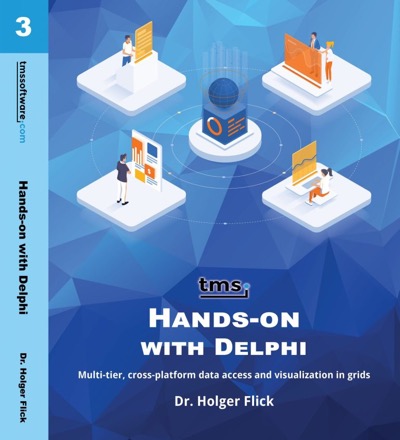 3
tmssoftware.com
Hands-on with Delphi
Dr. Holger Flick
tms
HANDS-ON
WITH DELPHI
Multi-tier, cross-platform data access and visualization in grids
Dr. Holger Flick